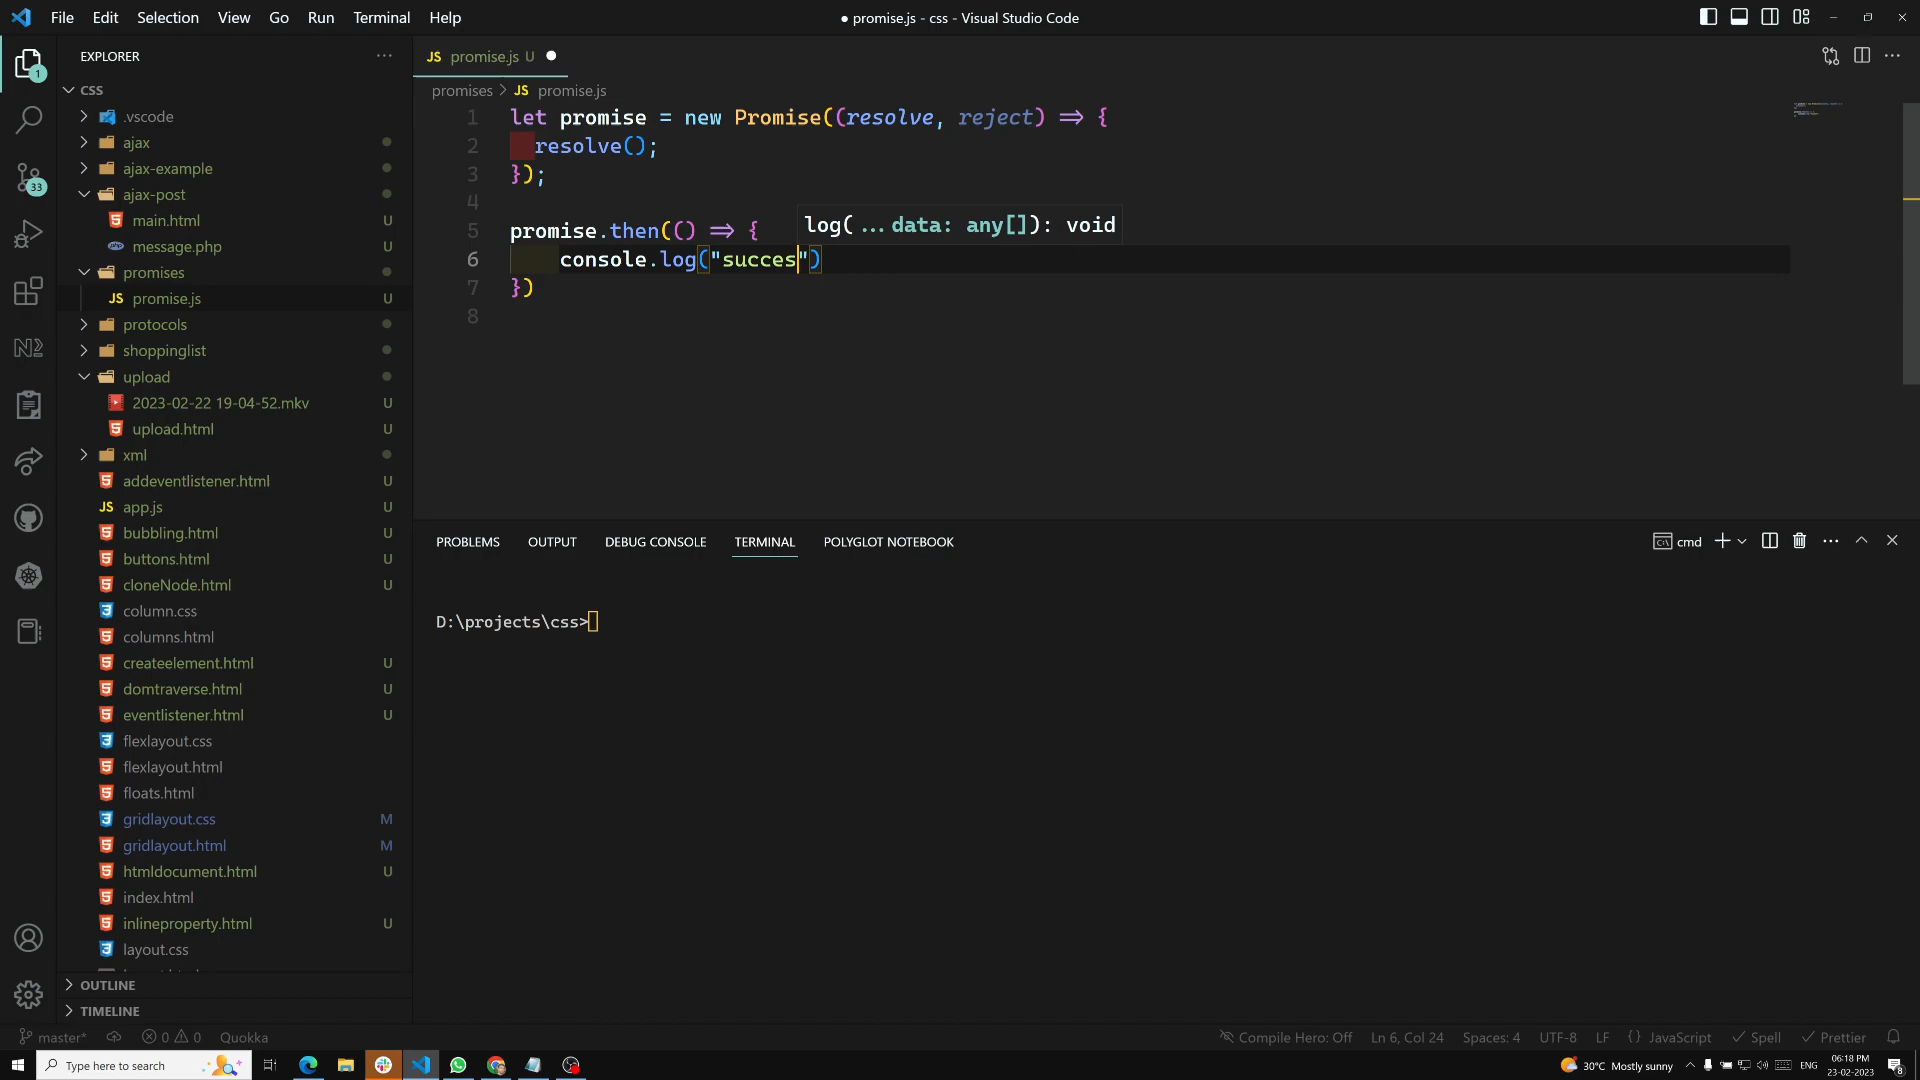 File Edit Selection View Go Run Terminal Help
● promise.js - css - Visual Studio Code
EXPLORER
JS promise.js U
CSS
promises > JS promise.js
.vscode
ajax
ajax-example
ajax-post
main.html U
message.php U
promises
JS promise.js U
protocols
shoppinglist
upload
2023-02-22 19-04-52.mkv U
upload.html U
xml
addeventlistener.html U
JS app.js U
bubbling.html U
buttons.html U
cloneNode.html U
column.css
columns.html
createelement.html U
domtraverse.html U
eventlistener.html U
flexlayout.css
flexlayout.html
floats.html
gridlayout.css M
gridlayout.html M
htmldocument.html U
index.html
inlineproperty.html U
layout.css
OUTLINE
TIMELINE
1
33
1 let promise = new Promise((resolve, reject) => {
2 resolve();
3 });
4
5 promise.then(() => {
log(...data: any[]): void
6 console.log("succes")
7 })
8
PROBLEMS OUTPUT DEBUG CONSOLE TERMINAL POLYGLOT NOTEBOOK
cmd
D:\projects\css>
master* 0 0 Quokka
Compile Hero: Off Ln 6, Col 24 Spaces: 4 UTF-8 LF {} JavaScript Spell Prettier
Type here to search
30°C Mostly sunny ENG
06:18 PM
23-02-2023
8